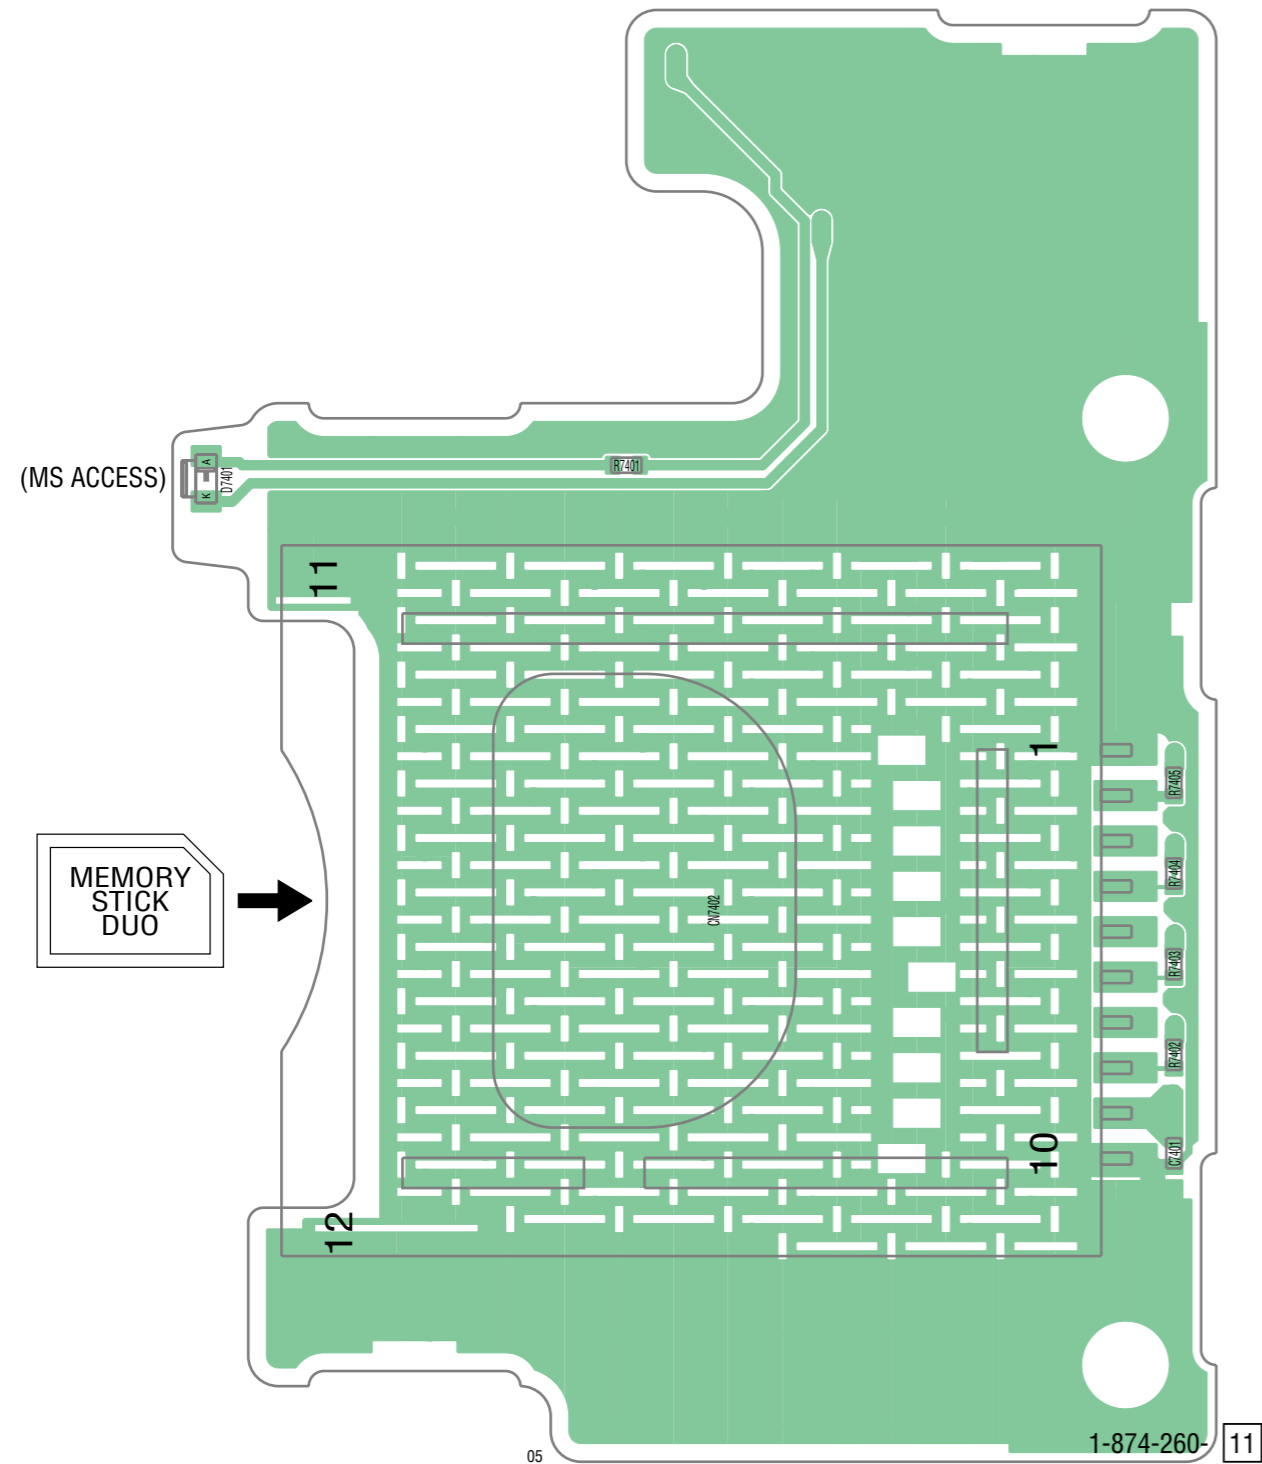 (MS ACCESS)
A
K
D7401
R7401
11
1
R7405
MEMORY
STICK
DUO
R7404
CN7402
R7403
R7402
10
C7401
12
1-874-260- 11
05